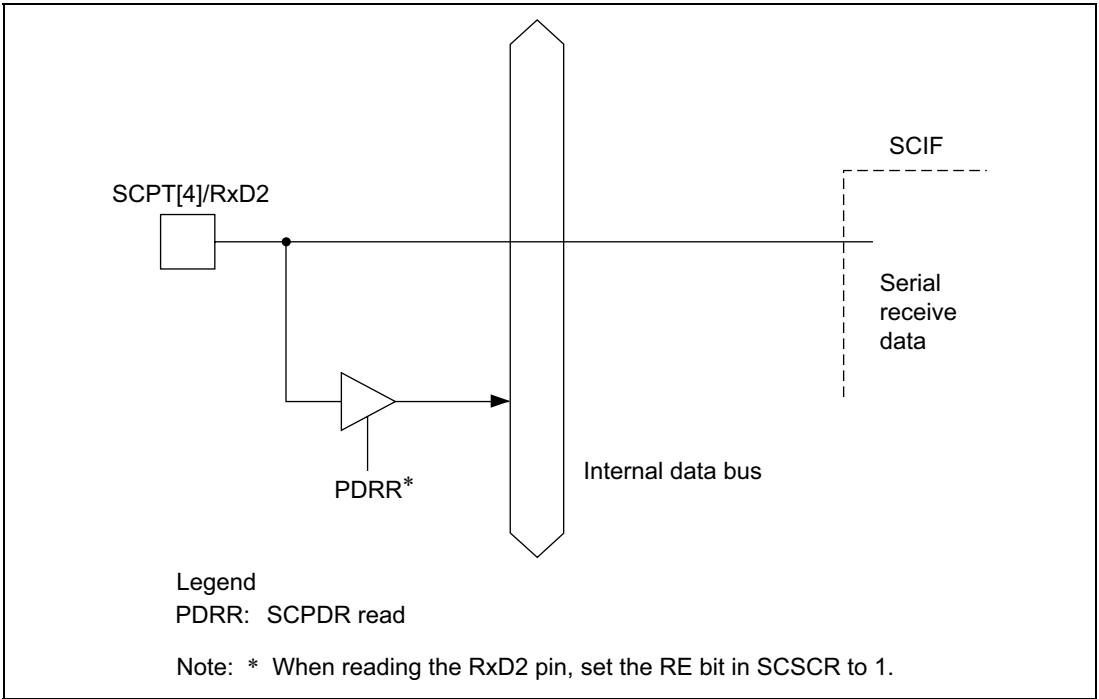 SCIF
SCPT[4]/RxD2
Serial
receive
data
Internal data bus
PDRR*
Legend
PDRR: SCPDR read
Note: * When reading the RxD2 pin, set the RE bit in SCSCR to 1.